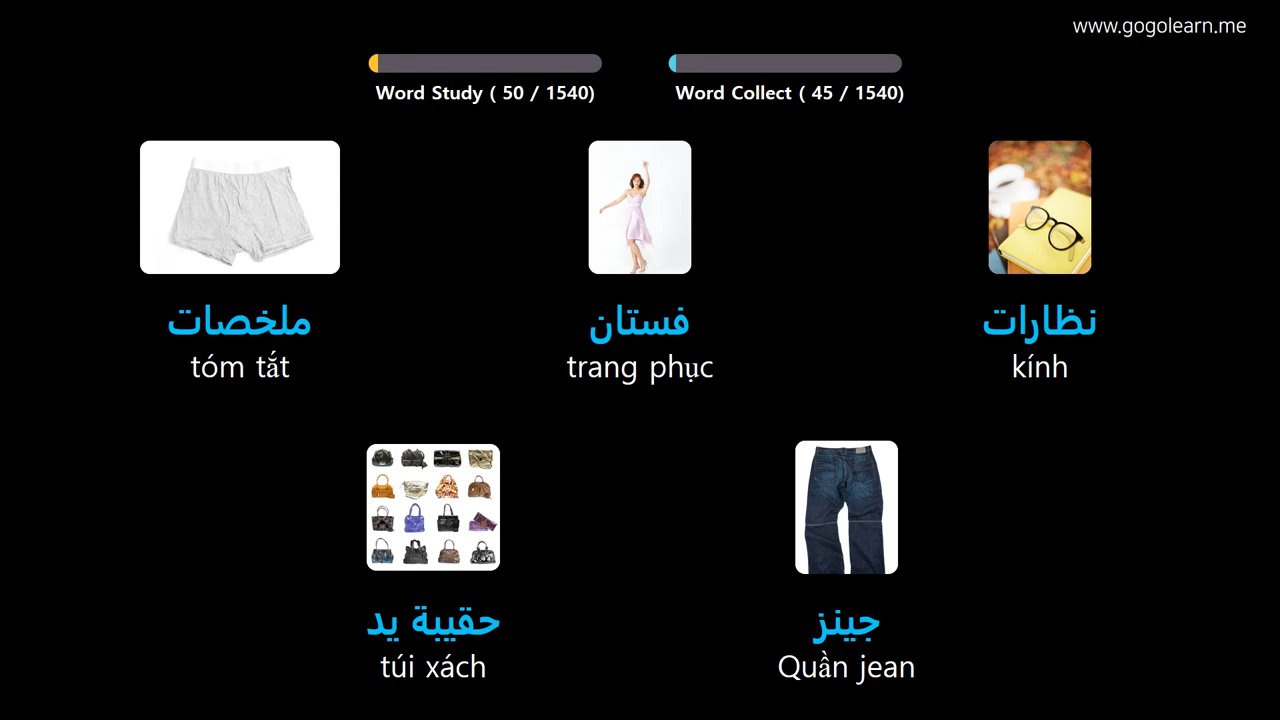 www.gogolearn.me
Word Study ( 50 / 1540)
Word Collect ( 45 / 1540)
ملخصات
tóm tắt
فستان
trang phục
نظارات
kính
حقيبة يد
túi xách
جينز
Quần jean